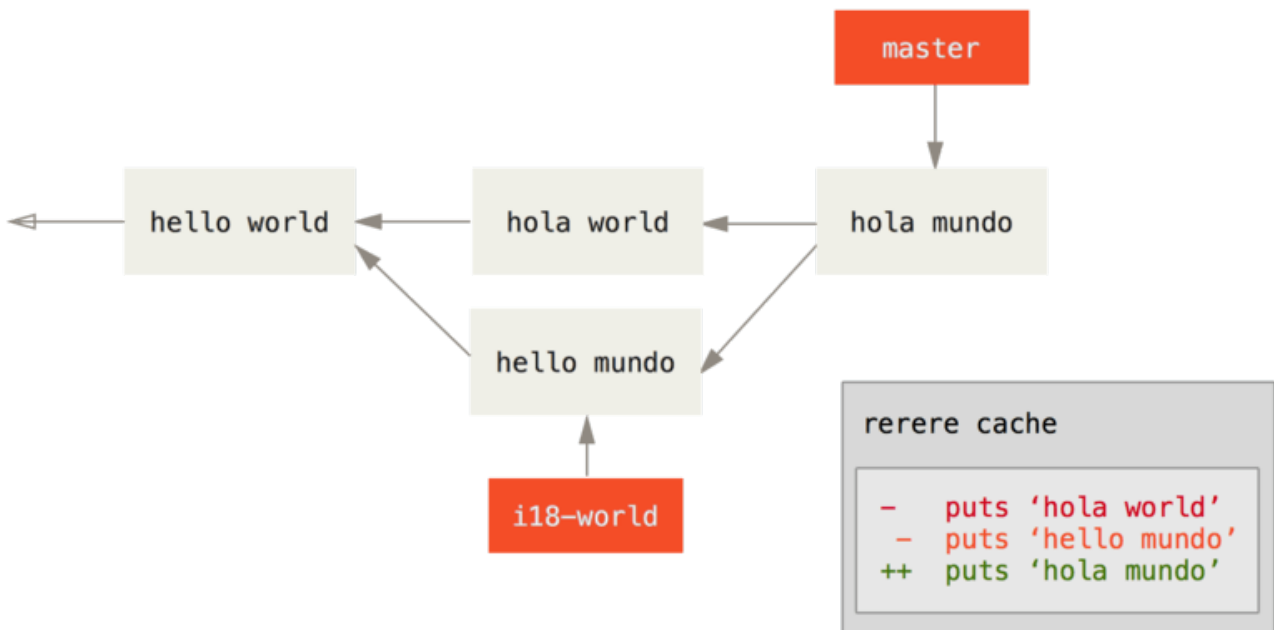 master
hello world
hola world
hola mundo
hello mundo
i18–world
rerere cache
–   puts ‘hola world’
 –  puts ‘hello mundo’
++  puts ‘hola mundo’